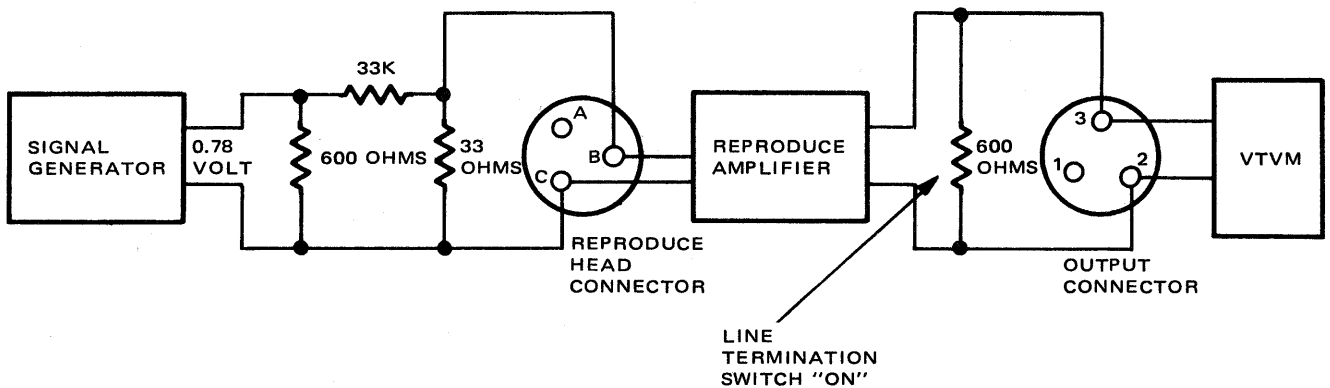 SIGNAL
GENERATOR
0.78
VOLT
600 OHMS
33K
33
OHMS
A
B
C
REPRODUCE
HEAD
CONNECTOR
REPRODUCE
AMPLIFIER
LINE
TERMINATION
SWITCH "ON"
600
OHMS
3
1
2
OUTPUT
CONNECTOR
VTVM